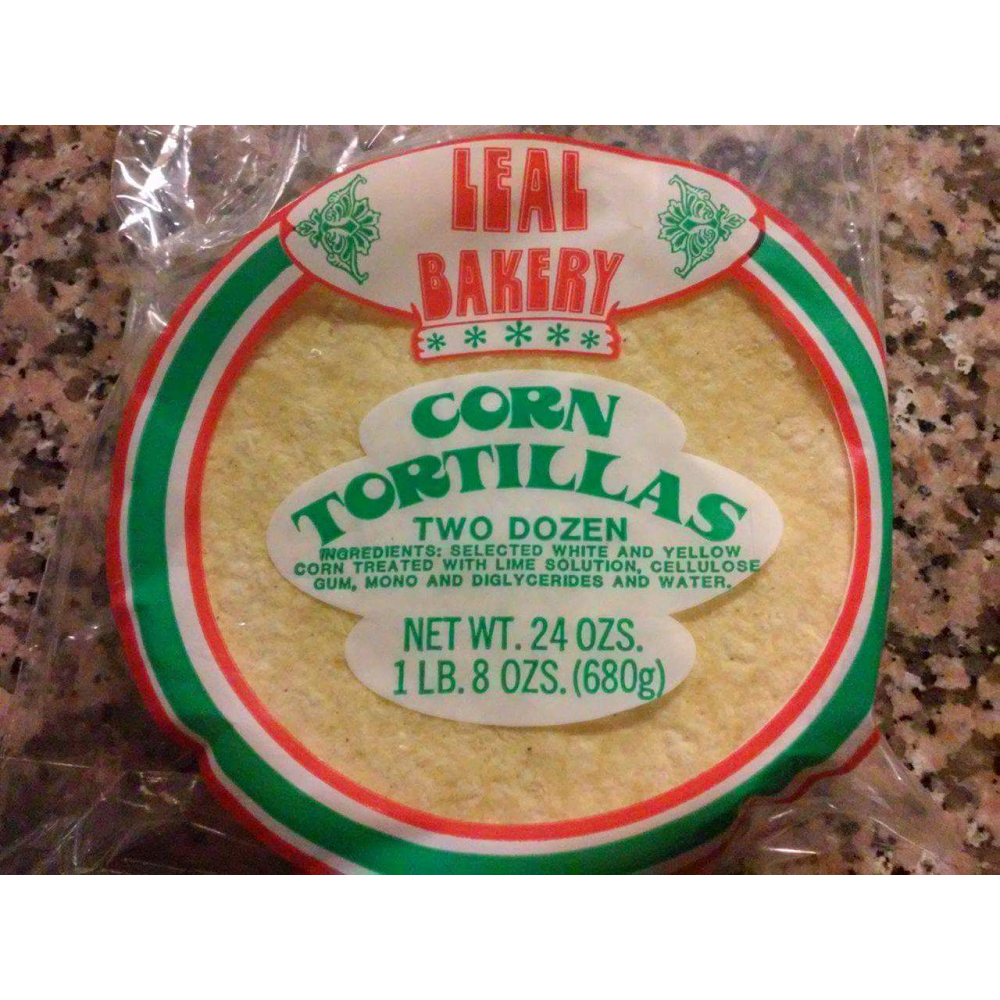 LEAL
BAKERY
* * * * *
CORN
TORTILLAS
TWO DOZEN
INGREDIENTS: SELECTED WHITE AND YELLOW
CORN TREATED WITH LIME SOLUTION, CELLULOSE
GUM, MONO AND DIGLYCERIDES AND WATER.
NET WT. 24 OZS.
1 LB. 8 OZS. (680g)